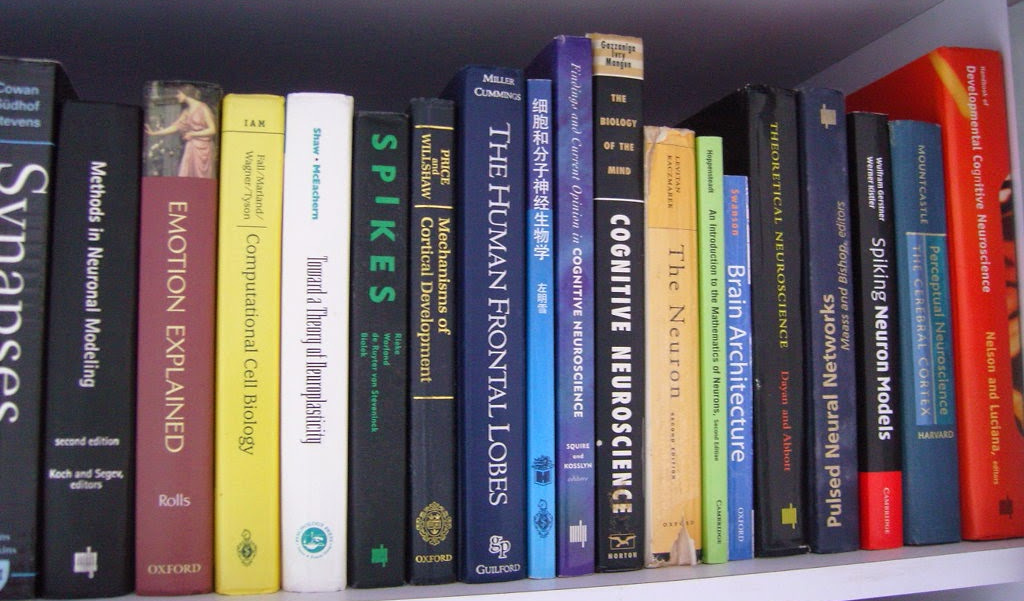 Cowan
Südhof
Stevens
Synapses
Methods in Neuronal Modeling
second edition
Koch and Segev,
editors
EMOTION EXPLAINED
Rolls
OXFORD
IAM
Fall/Marland/
Wagner/Tyson
Computational Cell Biology
Shaw • McEachern
Toward a Theory of Neuroplasticity
SPIKES
Rieke
Warland
de Ruyter van Steveninck
Bialek
PRICE
and
WILLSHAW
Mechanisms of
Cortical Development
OXFORD
MILLER
CUMMINGS
THE HUMAN FRONTAL LOBES
gp
GUILFORD
细胞和分子神经生物学
Findings and Current Opinion in COGNITIVE NEUROSCIENCE
SQUIRE
and
KOSSLYN
editors
Gazzaniga
Ivry
Mangun
THE
BIOLOGY
OF THE
MIND
COGNITIVE NEUROSCIENCE
NORTON
LEVITAN
KACZMAREK
The Neuron
SECOND EDITION
OXFORD
Hoppensteadt
An Introduction to the Mathematics of Neurons, Second Edition
CAMBRIDGE
Swanson
Brain Architecture
OXFORD
THEORETICAL NEUROSCIENCE
Dayan and Abbott
Pulsed Neural Networks
Maass and Bishop, editors
Wulfram Gerstner
Werner Kistler
Spiking Neuron Models
CAMBRIDGE
MOUNTCASTLE
Perceptual Neuroscience
THE CEREBRAL CORTEX
HARVARD
Handbook of
Developmental Cognitive Neuroscience
Nelson and Luciana, editors